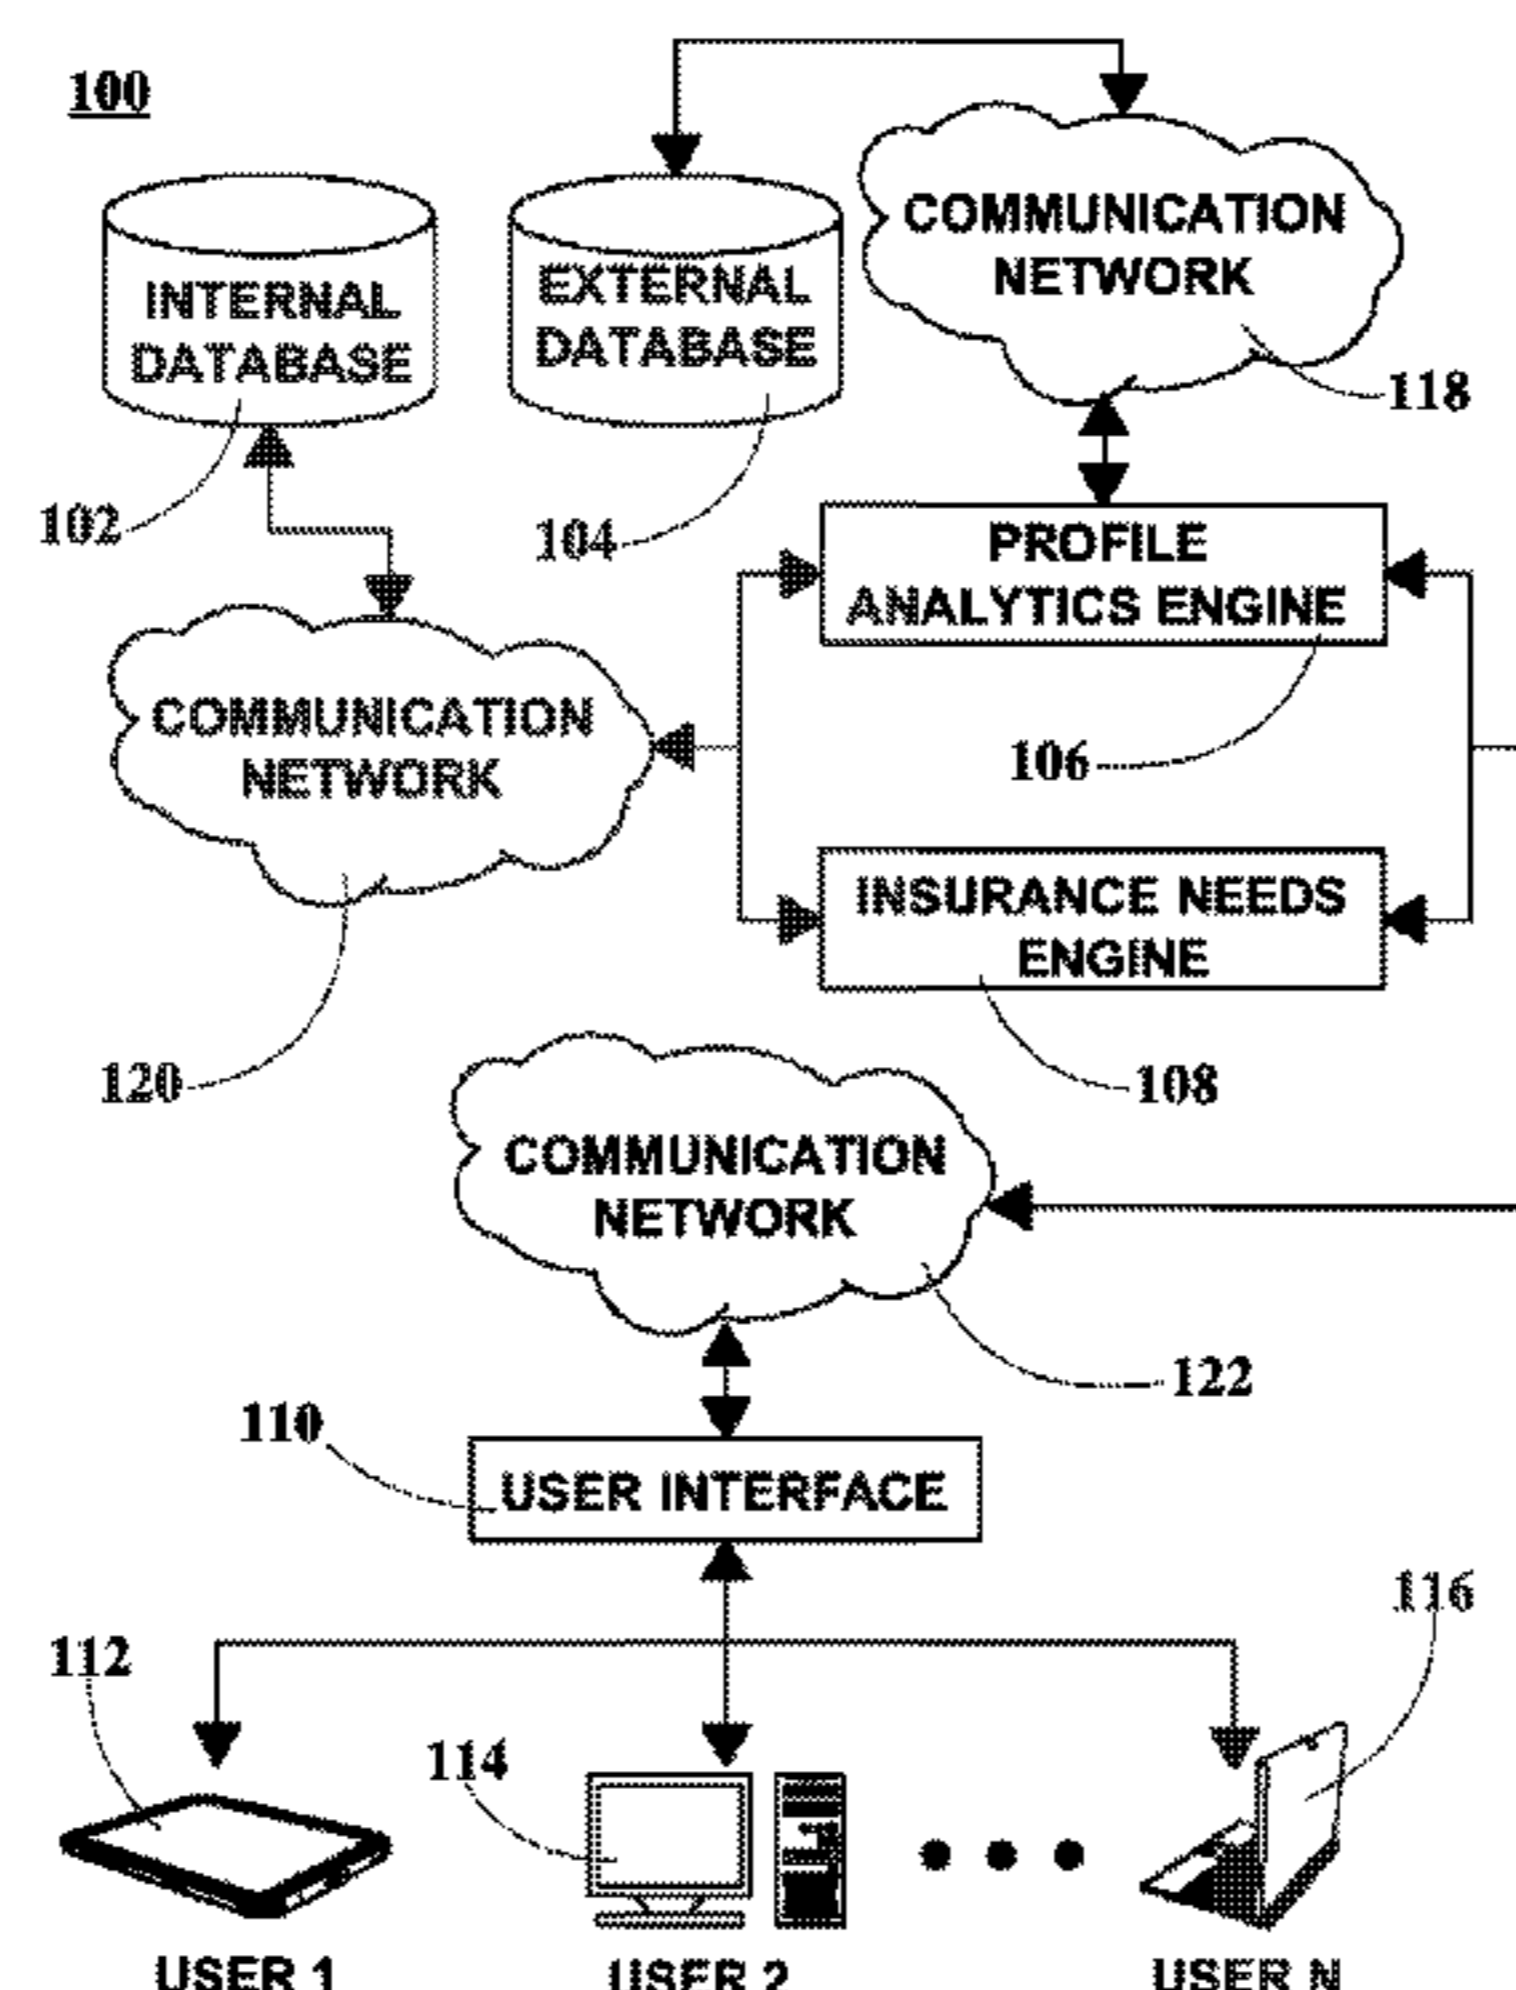 100
COMMUNICATION
NETWORK
INTERNAL
DATABASE
EXTERNAL
DATABASE
118
102
104
PROFILE
ANALYTICS ENGINE
COMMUNICATION
NETWORK
106
INSURANCE NEEDS
ENGINE
120
108
COMMUNICATION
NETWORK
122
110
USER INTERFACE
116
112
114
USER 1
USER 2
USER N